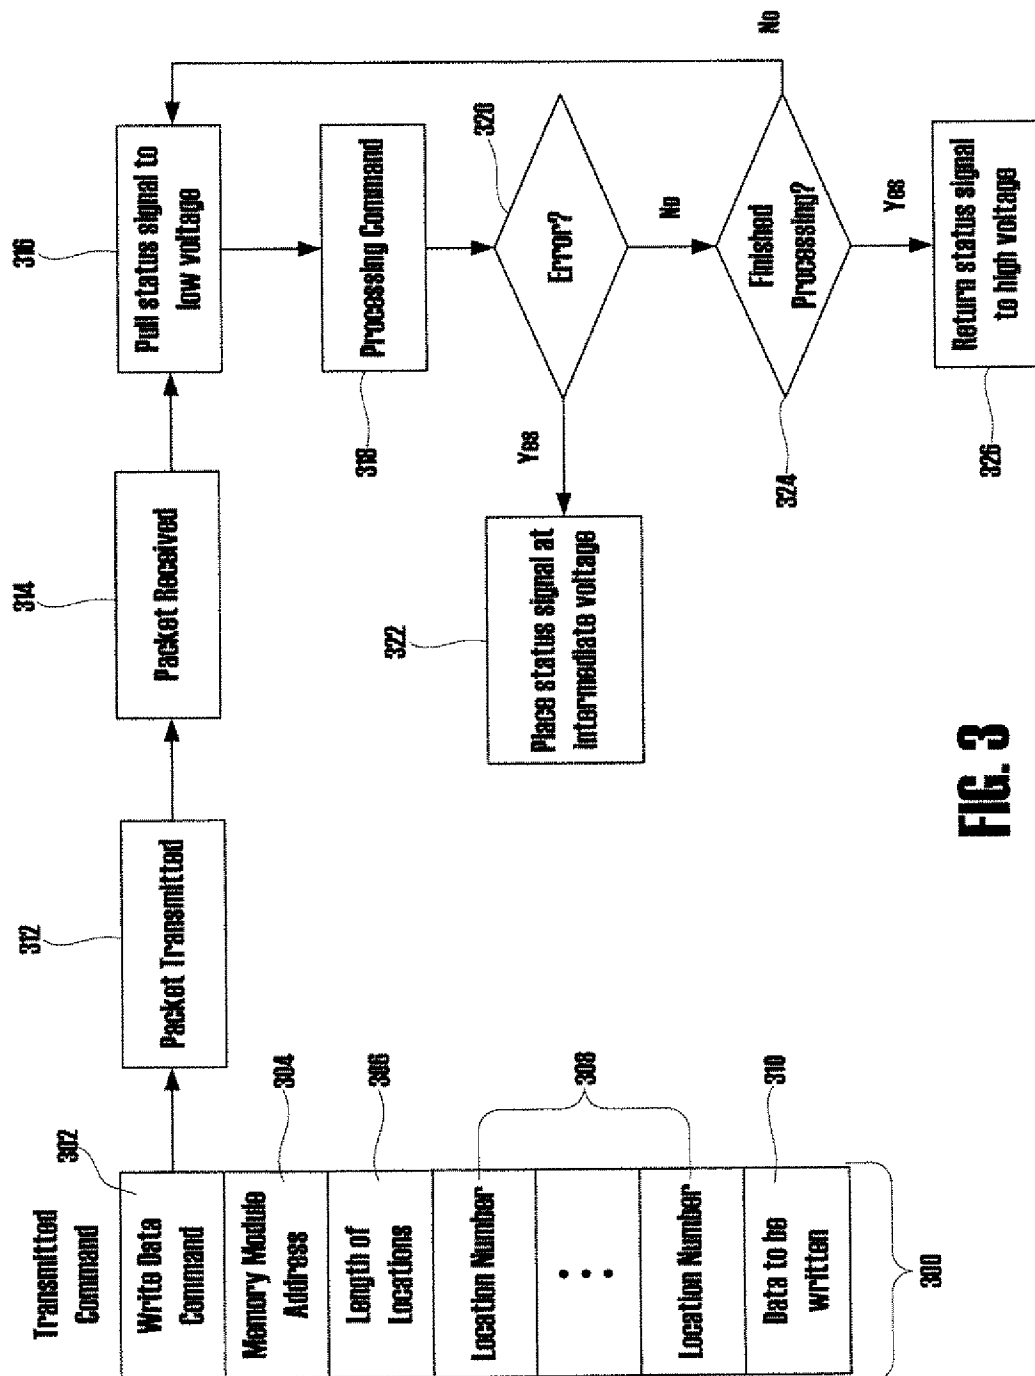 Transmitted
Command
302
Write Data
Command
Memory Module
Address
304
Length of
Locations
306
Location Number
• • •
Location Number
308
Data to be
written
310
300
312
Packet Transmitted
314
Packet Received
316
Pull status signal to
low voltage
318
Processing Command
320
Error?
Yes
No
322
Place status signal at
intermediate voltage
324
Finished
Processing?
No
Yes
326
Return status signal
to high voltage
FIG. 3